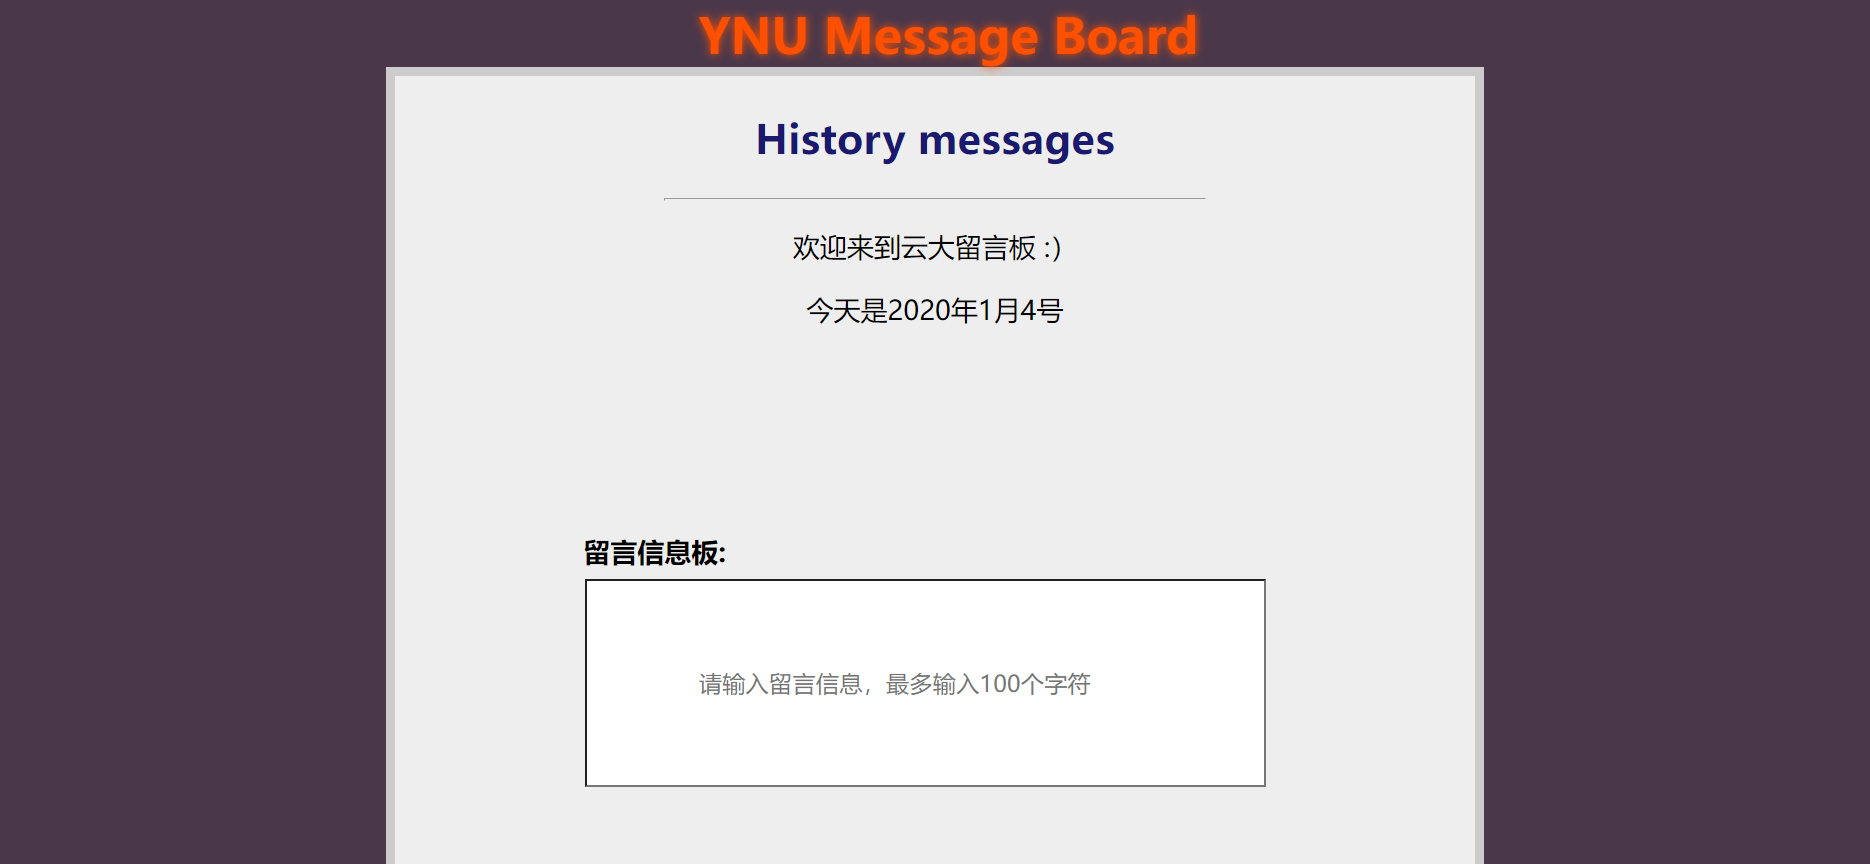 YNU Message Board
History messages
欢迎来到云大留言板 :)
今天是2020年1月4号
留言信息板:
请输入留言信息，最多输入100个字符